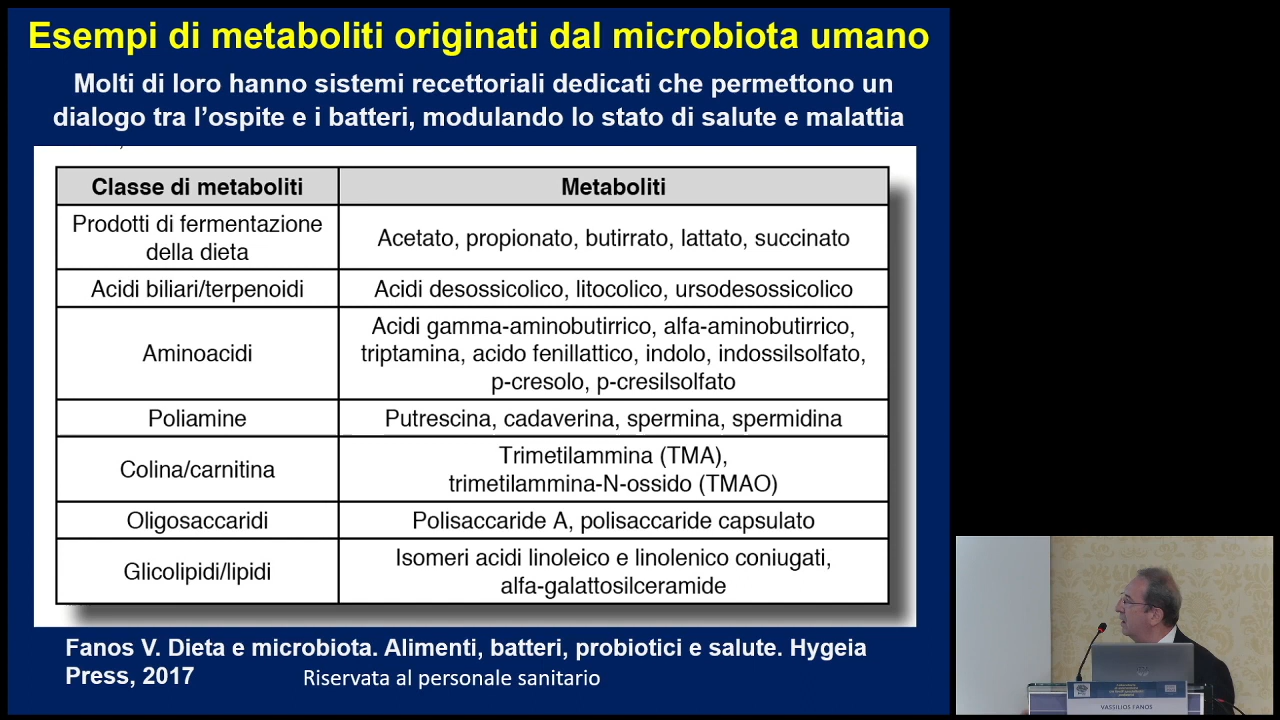 Esempi di metaboliti originati dal microbiota umano
Molti di loro hanno sistemi recettoriali dedicati che permettono un
dialogo tra l’ospite e i batteri, modulando lo stato di salute e malattia
Classe di metaboliti
Metaboliti
Prodotti di fermentazione
della dieta
Acetato, propionato, butirrato, lattato, succinato
Acidi biliari/terpenoidi
Acidi desossicolico, litocolico, ursodesossicolico
Aminoacidi
Acidi gamma-aminobutirrico, alfa-aminobutirrico,
triptamina, acido fenillattico, indolo, indossilsolfato,
p-cresolo, p-cresilsolfato
Poliamine
Putrescina, cadaverina, spermina, spermidina
Colina/carnitina
Trimetilammina (TMA),
trimetilammina-N-ossido (TMAO)
Oligosaccaridi
Polisaccaride A, polisaccaride capsulato
Glicolipidi/lipidi
Isomeri acidi linoleico e linolenico coniugati,
alfa-galattosilceramide
Fanos V. Dieta e microbiota. Alimenti, batteri, probiotici e salute. Hygeia
Press, 2017
Riservata al personale sanitario
VASSILIOS FANOS